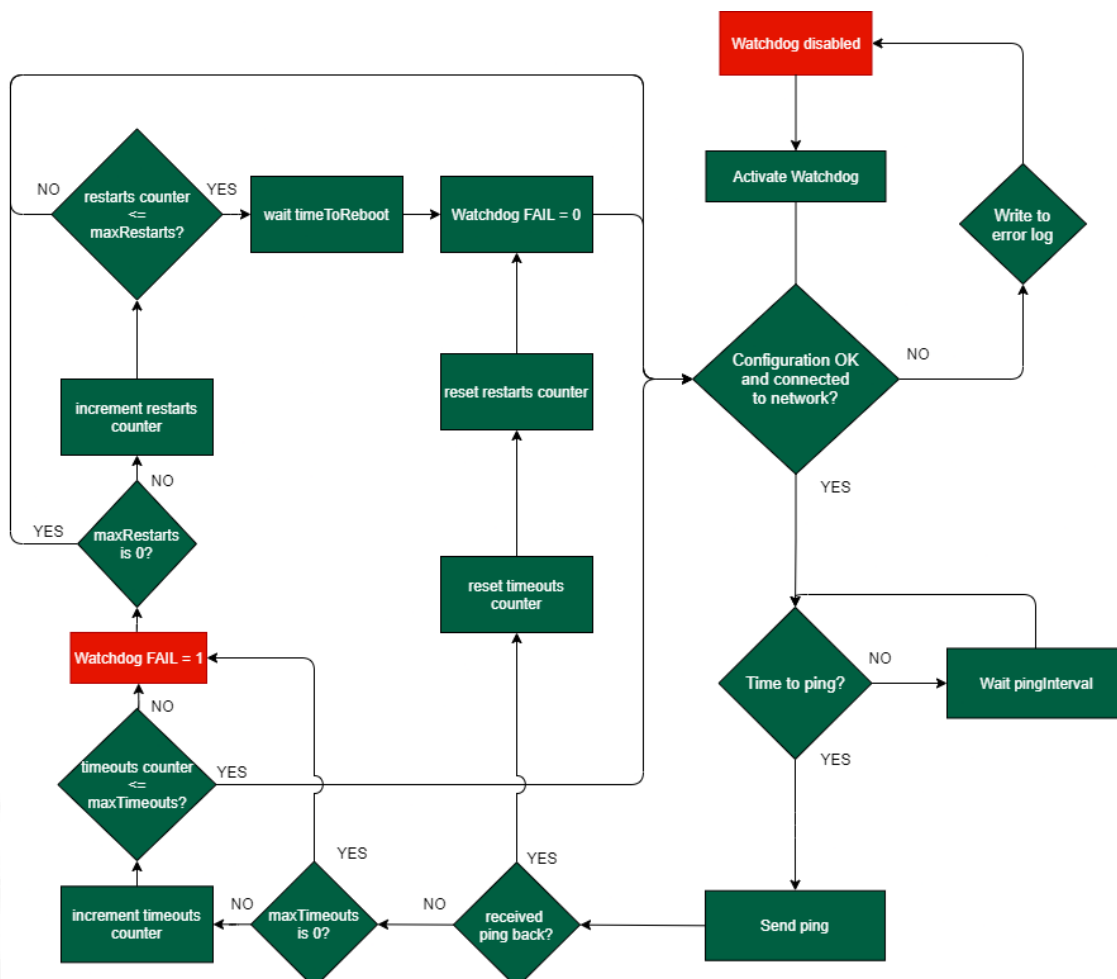 Watchdog disabled
Activate Watchdog
Write to
error log
Configuration OK
and connected
to network?
NO
YES
Time to ping?
NO
Wait pingInterval
YES
Send ping
received
ping back?
YES
NO
reset timeouts
counter
reset restarts counter
Watchdog FAIL = 0
maxTimeouts
is 0?
YES
NO
increment timeouts
counter
timeouts counter
<=
maxTimeouts?
YES
NO
Watchdog FAIL = 1
maxRestarts
is 0?
YES
NO
increment restarts
counter
restarts counter
<=
maxRestarts?
NO
YES
wait timeToReboot